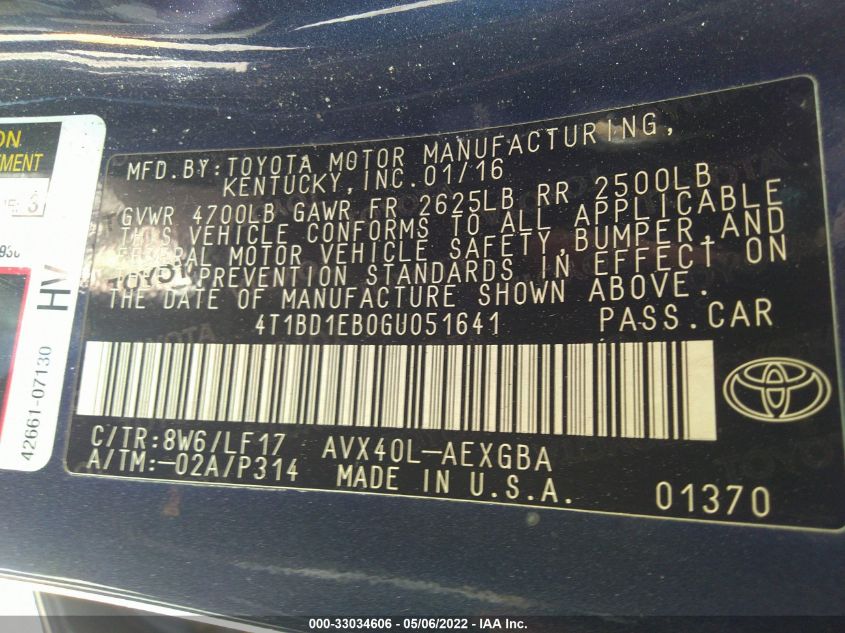 ON
TMENT
3
42661-07130
HV
MFD.BY:TOYOTA MOTOR MANUFACTURING,
KENTUCKY,INC.01/16
GVWR 4700LB GAWR FR 2625LB RR 2500LB
THIS VEHICLE CONFORMS TO ALL APPLICABLE
FEDERAL MOTOR VEHICLE SAFETY,BUMPER,AND
THEFT PREVENTION STANDARDS IN EFFECT ON
THE DATE OF MANUFACTURE SHOWN ABOVE.
4T1BD1EB0GU051641 PASS.CAR
C/TR:8W6/LF17 AVX40L-AEXGBA
A/TM:-02A/P314 MADE IN U.S.A.
01370
000-33034606 - 05/06/2022 - IAA Inc.